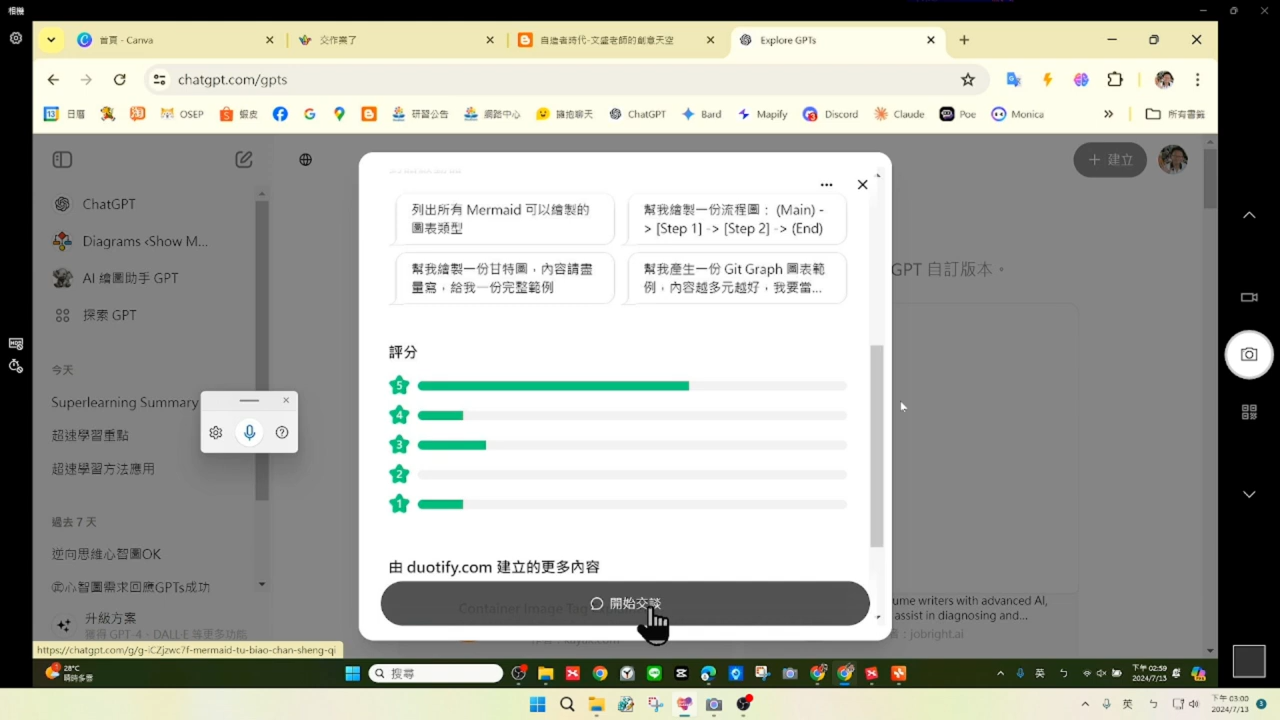 相機
首頁 - Canva
交作業了
自造者時代-文盛老師的創意天空
Explore GPTs
chatgpt.com/gpts
日曆
OSEP
蝦皮
研習公告
網路中心
擁抱聊天
ChatGPT
Bard
Mapify
Discord
Claude
Poe
Monica
所有書籤
ChatGPT
Diagrams <Show M...
AI 繪圖助手 GPT
探索 GPT
今天
Superlearning Summary
超速學習重點
超速學習方法應用
過去 7 天
逆向思維心智圖OK
心智圖需求回應GPTs成功
升級方案
獲得 GPT-4、DALL·E 等更多功能
https://chatgpt.com/g/g-iCZjzwc7f-mermaid-tu-biao-chan-sheng-qi
建立
GPT 自訂版本。
列出所有 Mermaid 可以繪製的
圖表類型
幫我繪製一份流程圖： (Main) -
> [Step 1] -> [Step 2] -> (End)
幫我繪製一份甘特圖，內容請盡
量寫，給我一份完整範例
幫我產生一份 Git Graph 圖表範
例，內容越多元越好，我要當...
評分
5
4
3
2
1
由 duotify.com 建立的更多內容
開始交談
Container Image Tag
ume writers with advanced AI,
assist in diagnosing and...
: jobright.ai
28°C
晴時多雲
搜尋
英
ㄅ
下午 02:59
2024/7/13
英
ㄅ
下午 03:00
2024/7/13